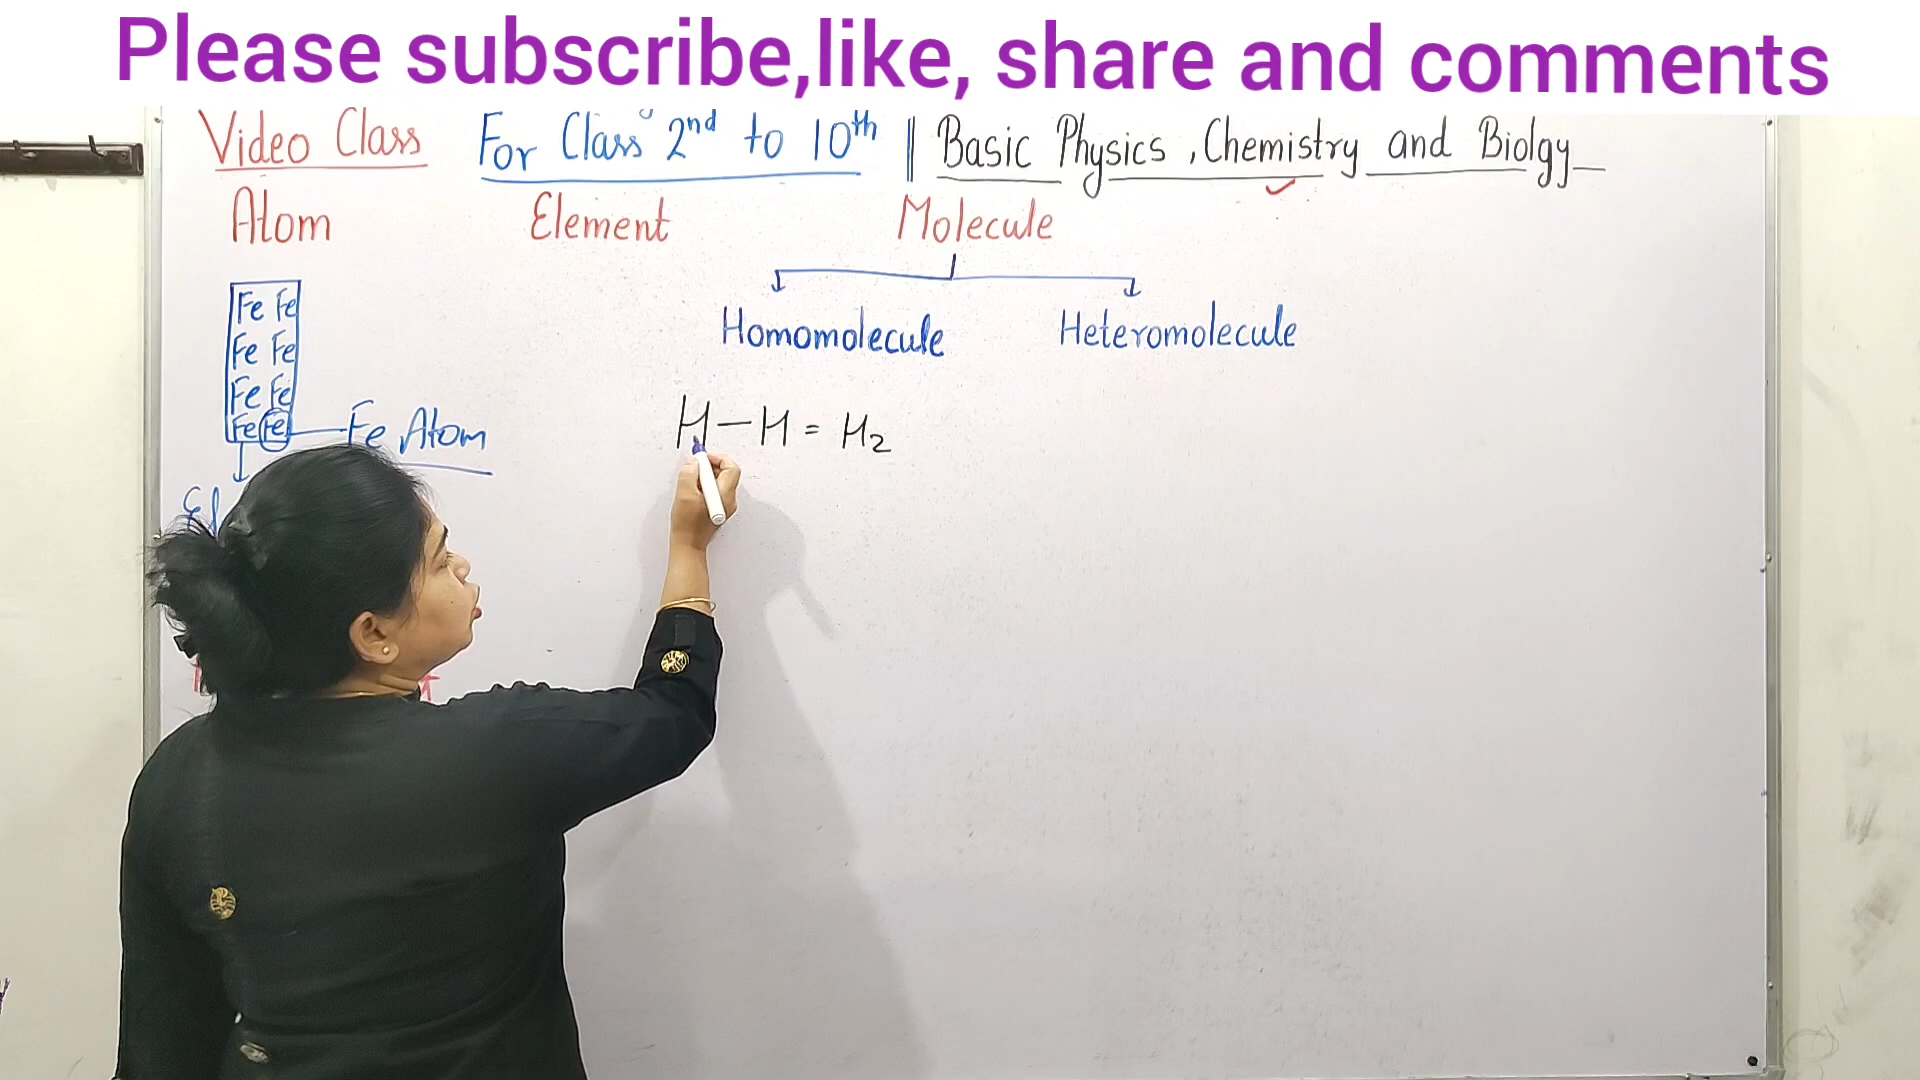 Please subscribe,like, share and comments
Video Class For Class 2nd to 10th || Basic Physics ,Chemistry and Biolgy
Atom Element Molecule
Homomolecule Heteromolecule
Fe Fe
Fe Fe
Fe Fe
Fe Fe Fe Atom
H-H = H2
El